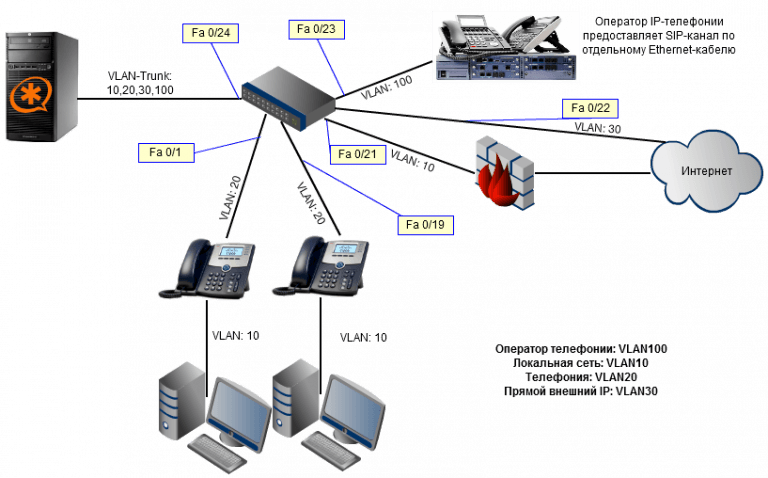 Fa 0/24
Fa 0/23
Оператор IP-телефонии
предоставляет SIP-канал по
отдельному Ethernet-кабелю
VLAN-Trunk:
10,20,30,100
VLAN: 100
Fa 0/22
VLAN: 30
Fa 0/1
Fa 0/21
VLAN: 10
Интернет
VLAN: 20
VLAN: 20
Fa 0/19
VLAN: 10
VLAN: 10
Оператор телефонии: VLAN100
Локальная сеть: VLAN10
Телефония: VLAN20
Прямой внешний IP: VLAN30